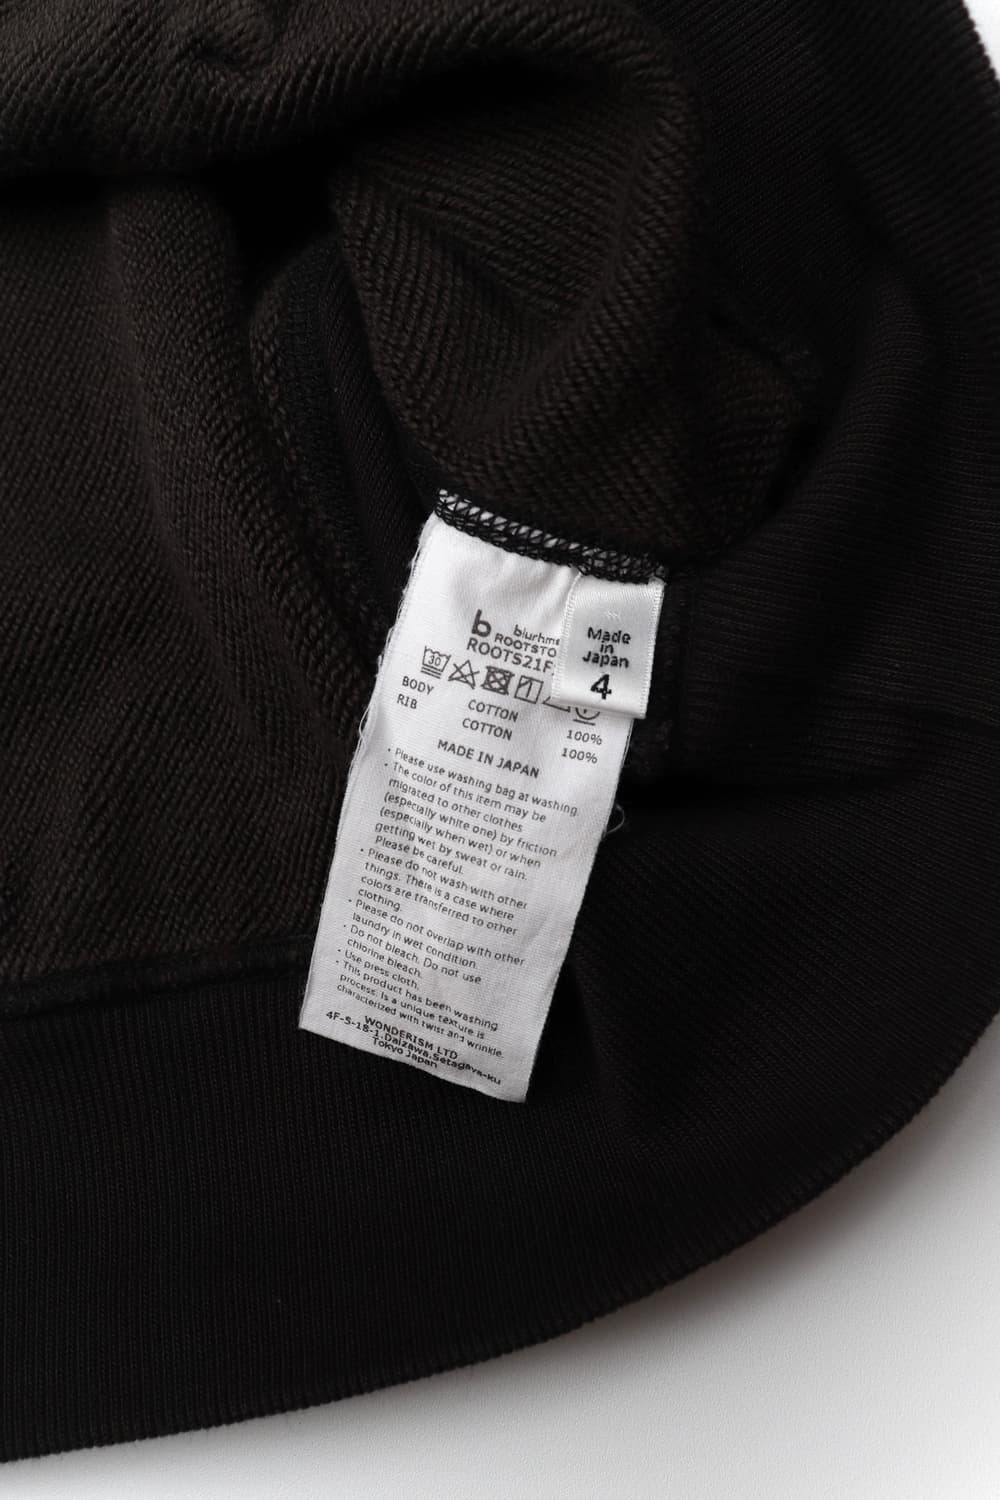 b
ROOTS21F
Made
in
Japan
4
30
BODY COTTON 100%
RIB COTTON 100%
MADE IN JAPAN
・Please use washing bag at washing.
・The color of this item may be
migrated to other clothes
(especially white one) by friction
(especially when wet) or when
getting wet by sweat or rain.
Please be careful.
・Please do not wash with other
things. There is a case where
colors are transferred to other
clothing.
・Please do not overlap with other
laundry in wet condition.
・Do not bleach. Do not use
chlorine bleach.
・Use press cloth.
・This product has been washing
process. Is a unique texture is
characterized with twist and wrinkle.
WONDERISM LTD
4F-S-18-1,Daizawa,Setagaya-ku
Tokyo Japan